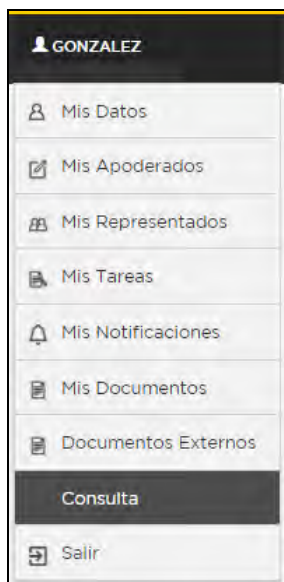 GONZALEZ
Mis Datos
Mis Apoderados
Mis Representados
Mis Tareas
Mis Notificaciones
Mis Documentos
Documentos Externos
Consulta
Salir